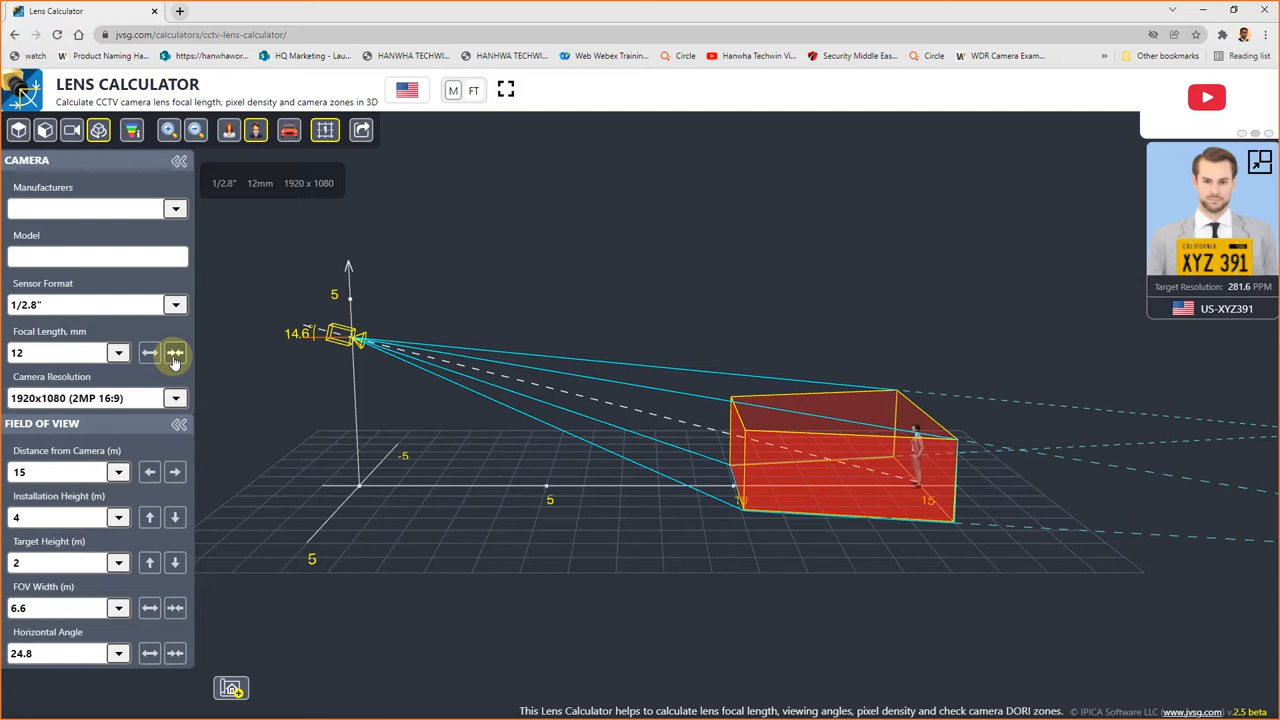 Lens Calculator
jvsg.com/calculators/cctv-lens-calculator/
watch
Product Naming Ha...
https://hanwhawor...
HQ Marketing - Lau...
HANWHA TECHWI...
HANWHA TECHWI...
Web Webex Training...
Circle
Hanwha Techwin Vi...
Security Middle Eas...
Circle
WDR Camera Exam...
»
Other bookmarks
Reading list
LENS CALCULATOR
Calculate CCTV camera lens focal length, pixel density and camera zones in 3D
M FT
CAMERA
Manufacturers
Model
Sensor Format
1/2.8"
Focal Length, mm
12
Camera Resolution
1920x1080 (2MP 16:9)
FIELD OF VIEW
Distance from Camera (m)
15
Installation Height (m)
4
Target Height (m)
2
FOV Width (m)
6.6
Horizontal Angle
24.8
1/2.8" 12mm 1920 x 1080
5
14.6
-5
5
10
15
5
CALIFORNIA
XYZ 391
Target Resolution: 281.6 PPM
US-XYZ391
This Lens Calculator helps to calculate lens focal length, viewing angles, pixel density and check camera DORI zones. © IPICA Software LLC (www.jvsg.com) v.2.5 beta